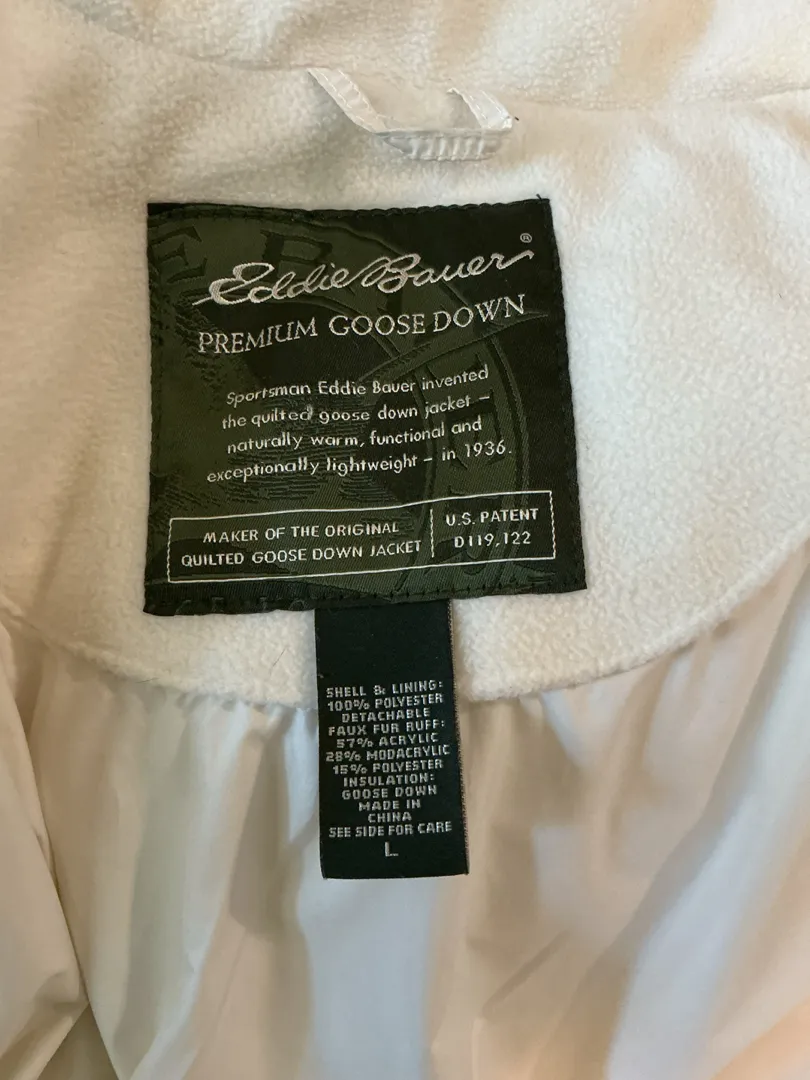 Eddie Bauer®
PREMIUM GOOSE DOWN
Sportsman Eddie Bauer invented
the quilted goose down jacket –
naturally warm, functional and
exceptionally lightweight – in 1936.
MAKER OF THE ORIGINAL
QUILTED GOOSE DOWN JACKET
U.S. PATENT
D119,122
SHELL & LINING:
100% POLYESTER
DETACHABLE
FAUX FUR RUFF:
57% ACRYLIC
28% MODACRYLIC
15% POLYESTER
INSULATION:
GOOSE DOWN
MADE IN
CHINA
SEE SIDE FOR CARE
L